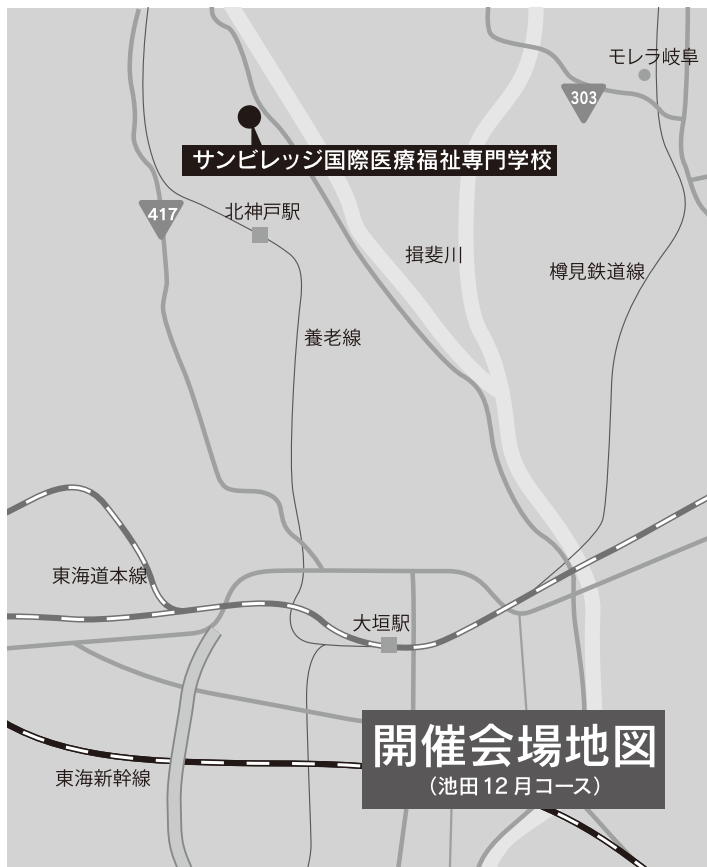 モレラ岐阜
303
サンビレッジ国際医療福祉専門学校
417
北神戸駅
揖斐川
樽見鉄道線
養老線
東海道本線
大垣駅
開催会場地図
（池田12月コース）
東海新幹線